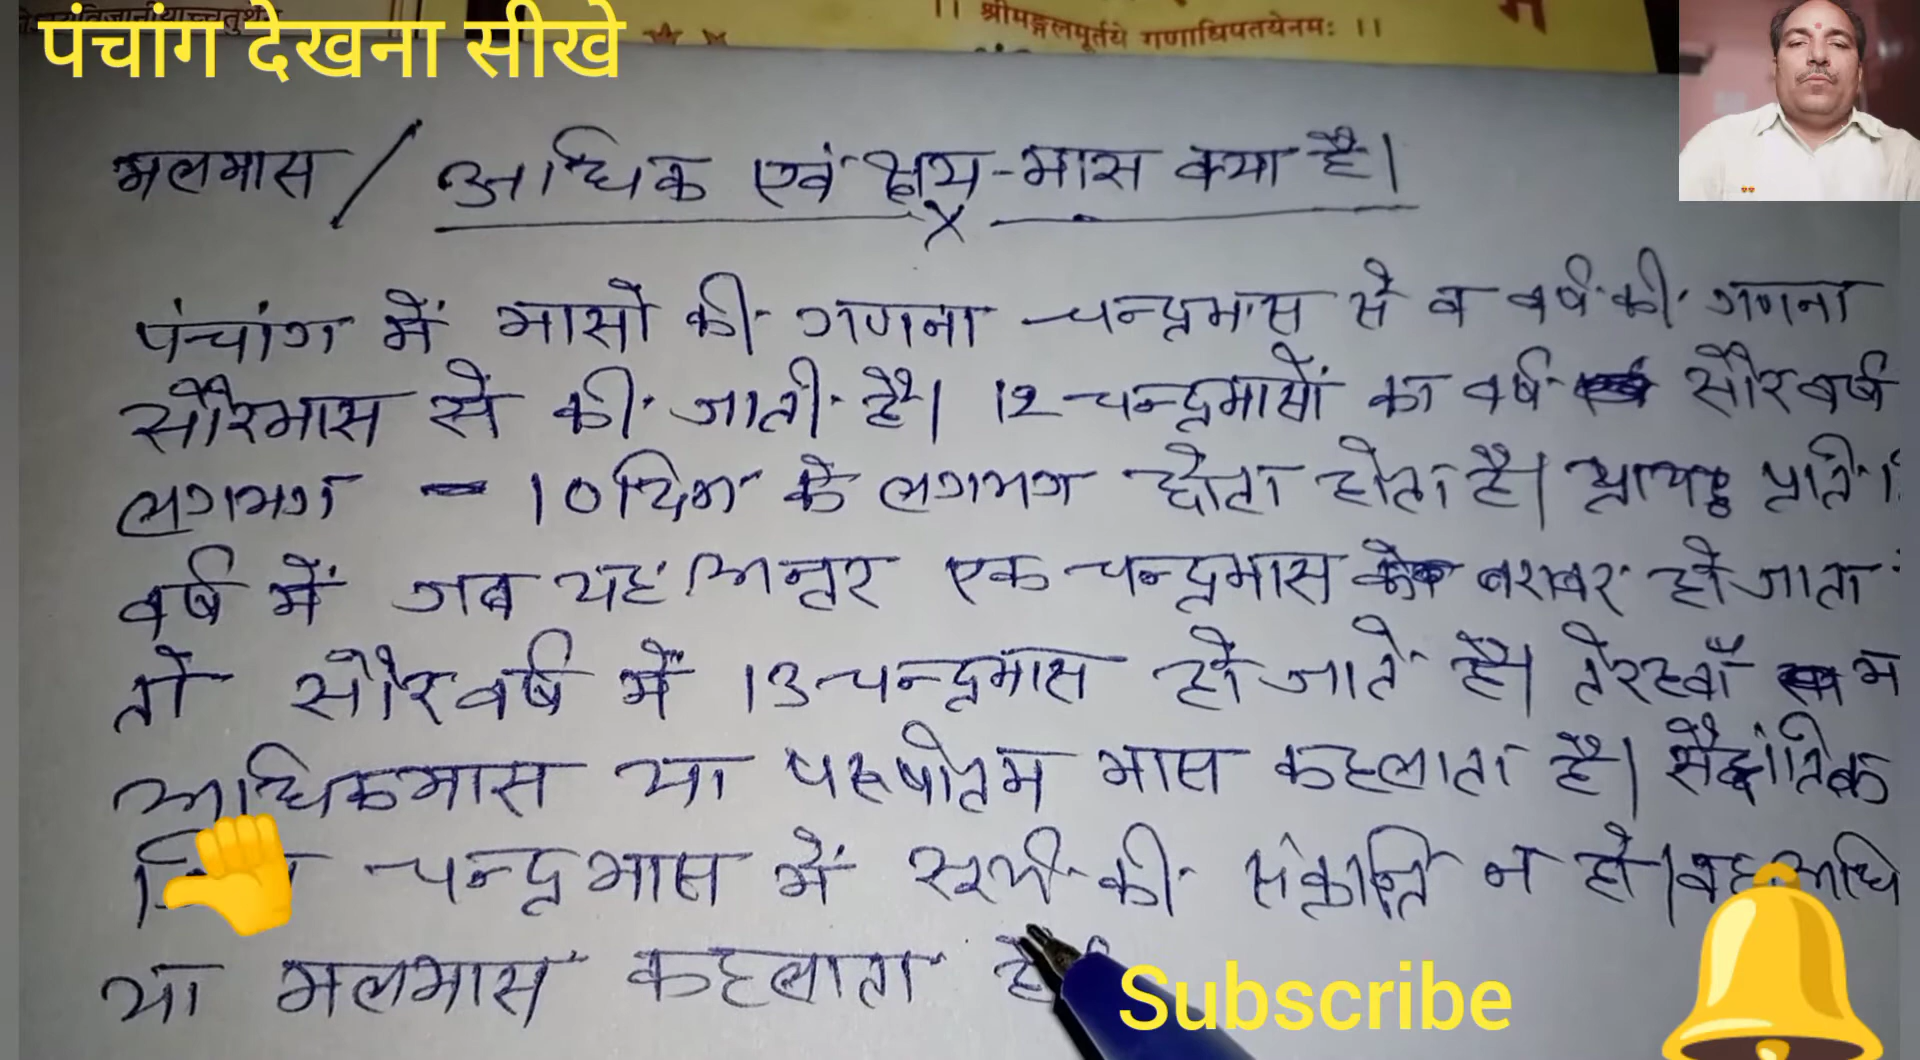 पंचांग देखना सीखे
।। श्रीमङ्गलमूर्तये गणाधिपतयेनमः ।।
मलमास / अधिक एवं क्षय-मास क्या है।
पंचांग में मासों की गणना चन्द्रमास से व वर्ष की गणना
सौरमास से की जाती है। 12 चन्द्रमासों का वर्ष सौरवर्ष
लगभग - 10 दिन के लगभग छोटा होता है। प्रायः प्रति
वर्ष में जब यह अन्तर एक चन्द्रमास के बराबर हो जाता
तो सौरवर्ष में 13 चन्द्रमास हो जाते है। तेरहवाँ म
अधिकमास या परूषोतम मास कहलाता है। सैद्धांतिक
चन्द्रमास में सूर्य की संक्रान्ति न हो। वह अधि
या मलमास कहलाता है
Subscribe